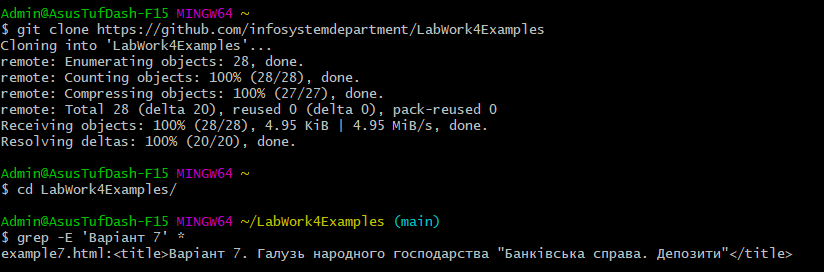 Admin@AsusTufDash-F15 MINGW64 ~
$ git clone https://github.com/infosystemdepartment/LabWork4Examples
Cloning into 'LabWork4Examples'...
remote: Enumerating objects: 28, done.
remote: Counting objects: 100% (28/28), done.
remote: Compressing objects: 100% (27/27), done.
remote: Total 28 (delta 20), reused 0 (delta 0), pack-reused 0
Receiving objects: 100% (28/28), 4.95 KiB | 4.95 MiB/s, done.
Resolving deltas: 100% (20/20), done.
Admin@AsusTufDash-F15 MINGW64 ~
$ cd LabWork4Examples/
Admin@AsusTufDash-F15 MINGW64 ~/LabWork4Examples (main)
$ grep -E 'Варіант 7' *
example7.html:<title>Варіант 7. Галузь народного господарства "Банківська справа. Депозити"</title>